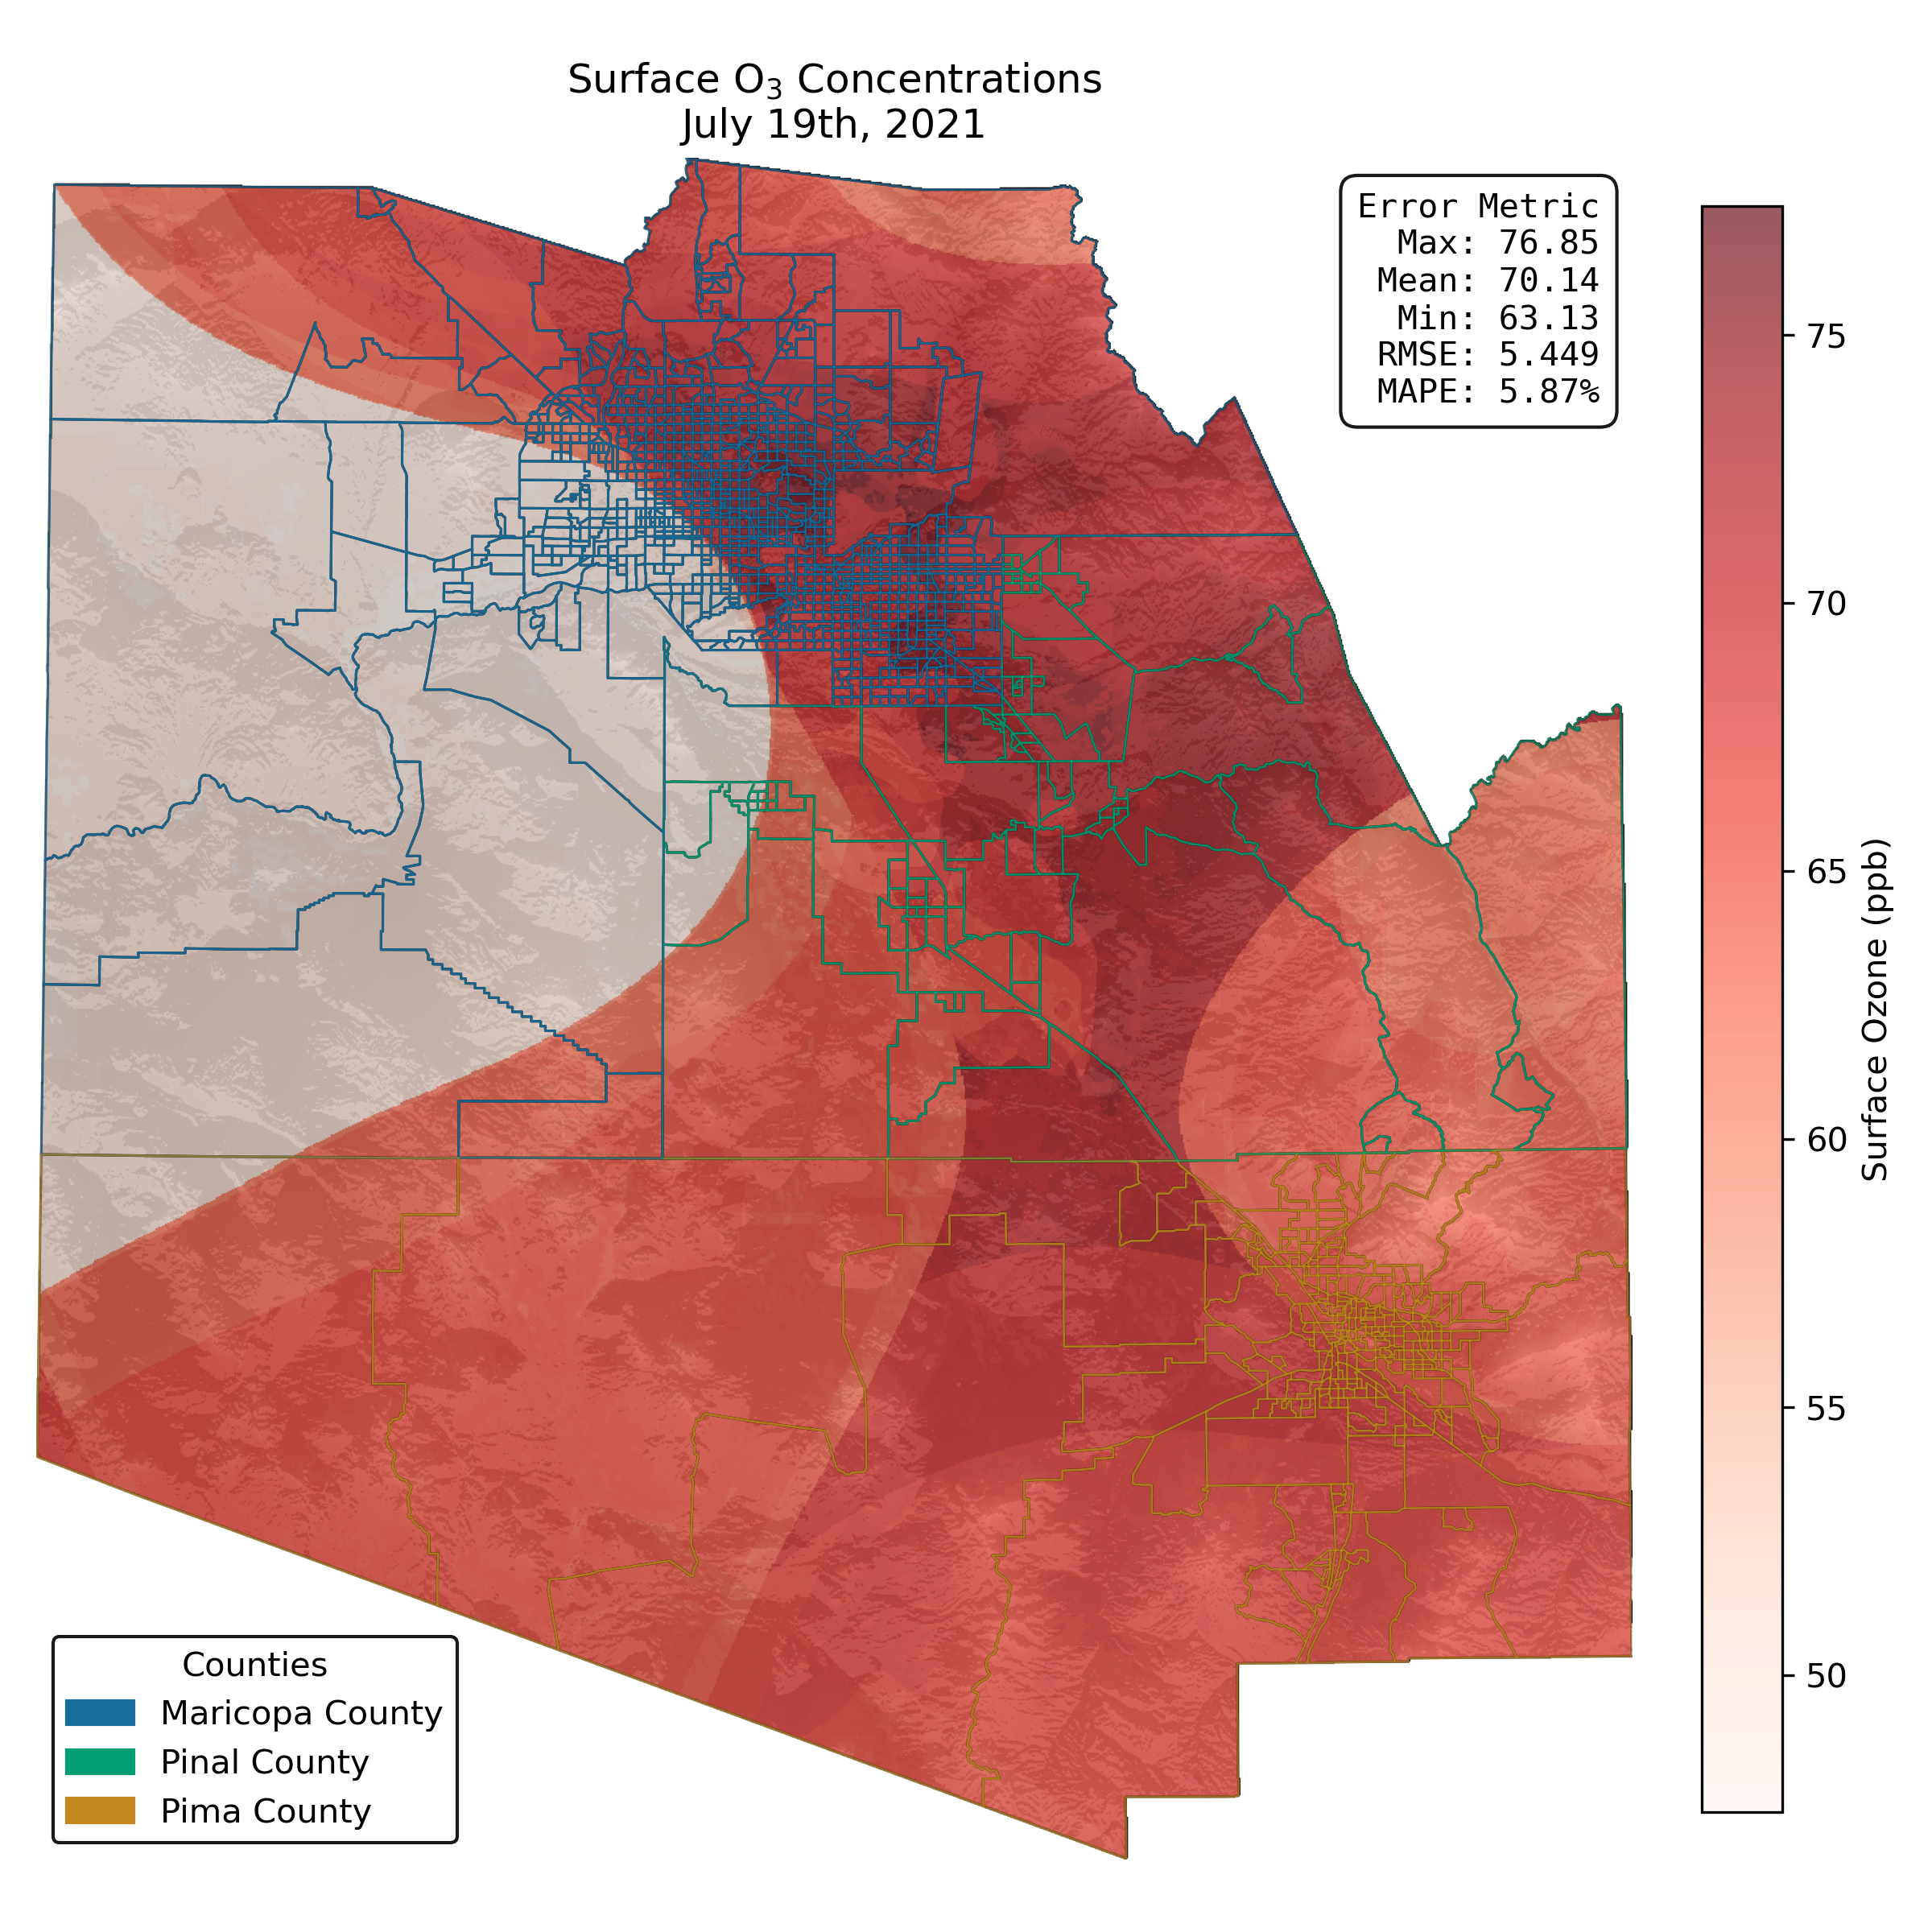 Surface O₃ Concentrations
July 19th, 2021
Error Metric
Max: 76.85
Mean: 70.14
Min: 63.13
RMSE: 5.449
MAPE: 5.87%
75
70
65
60
55
50
Surface Ozone (ppb)
Counties
Maricopa County
Pinal County
Pima County